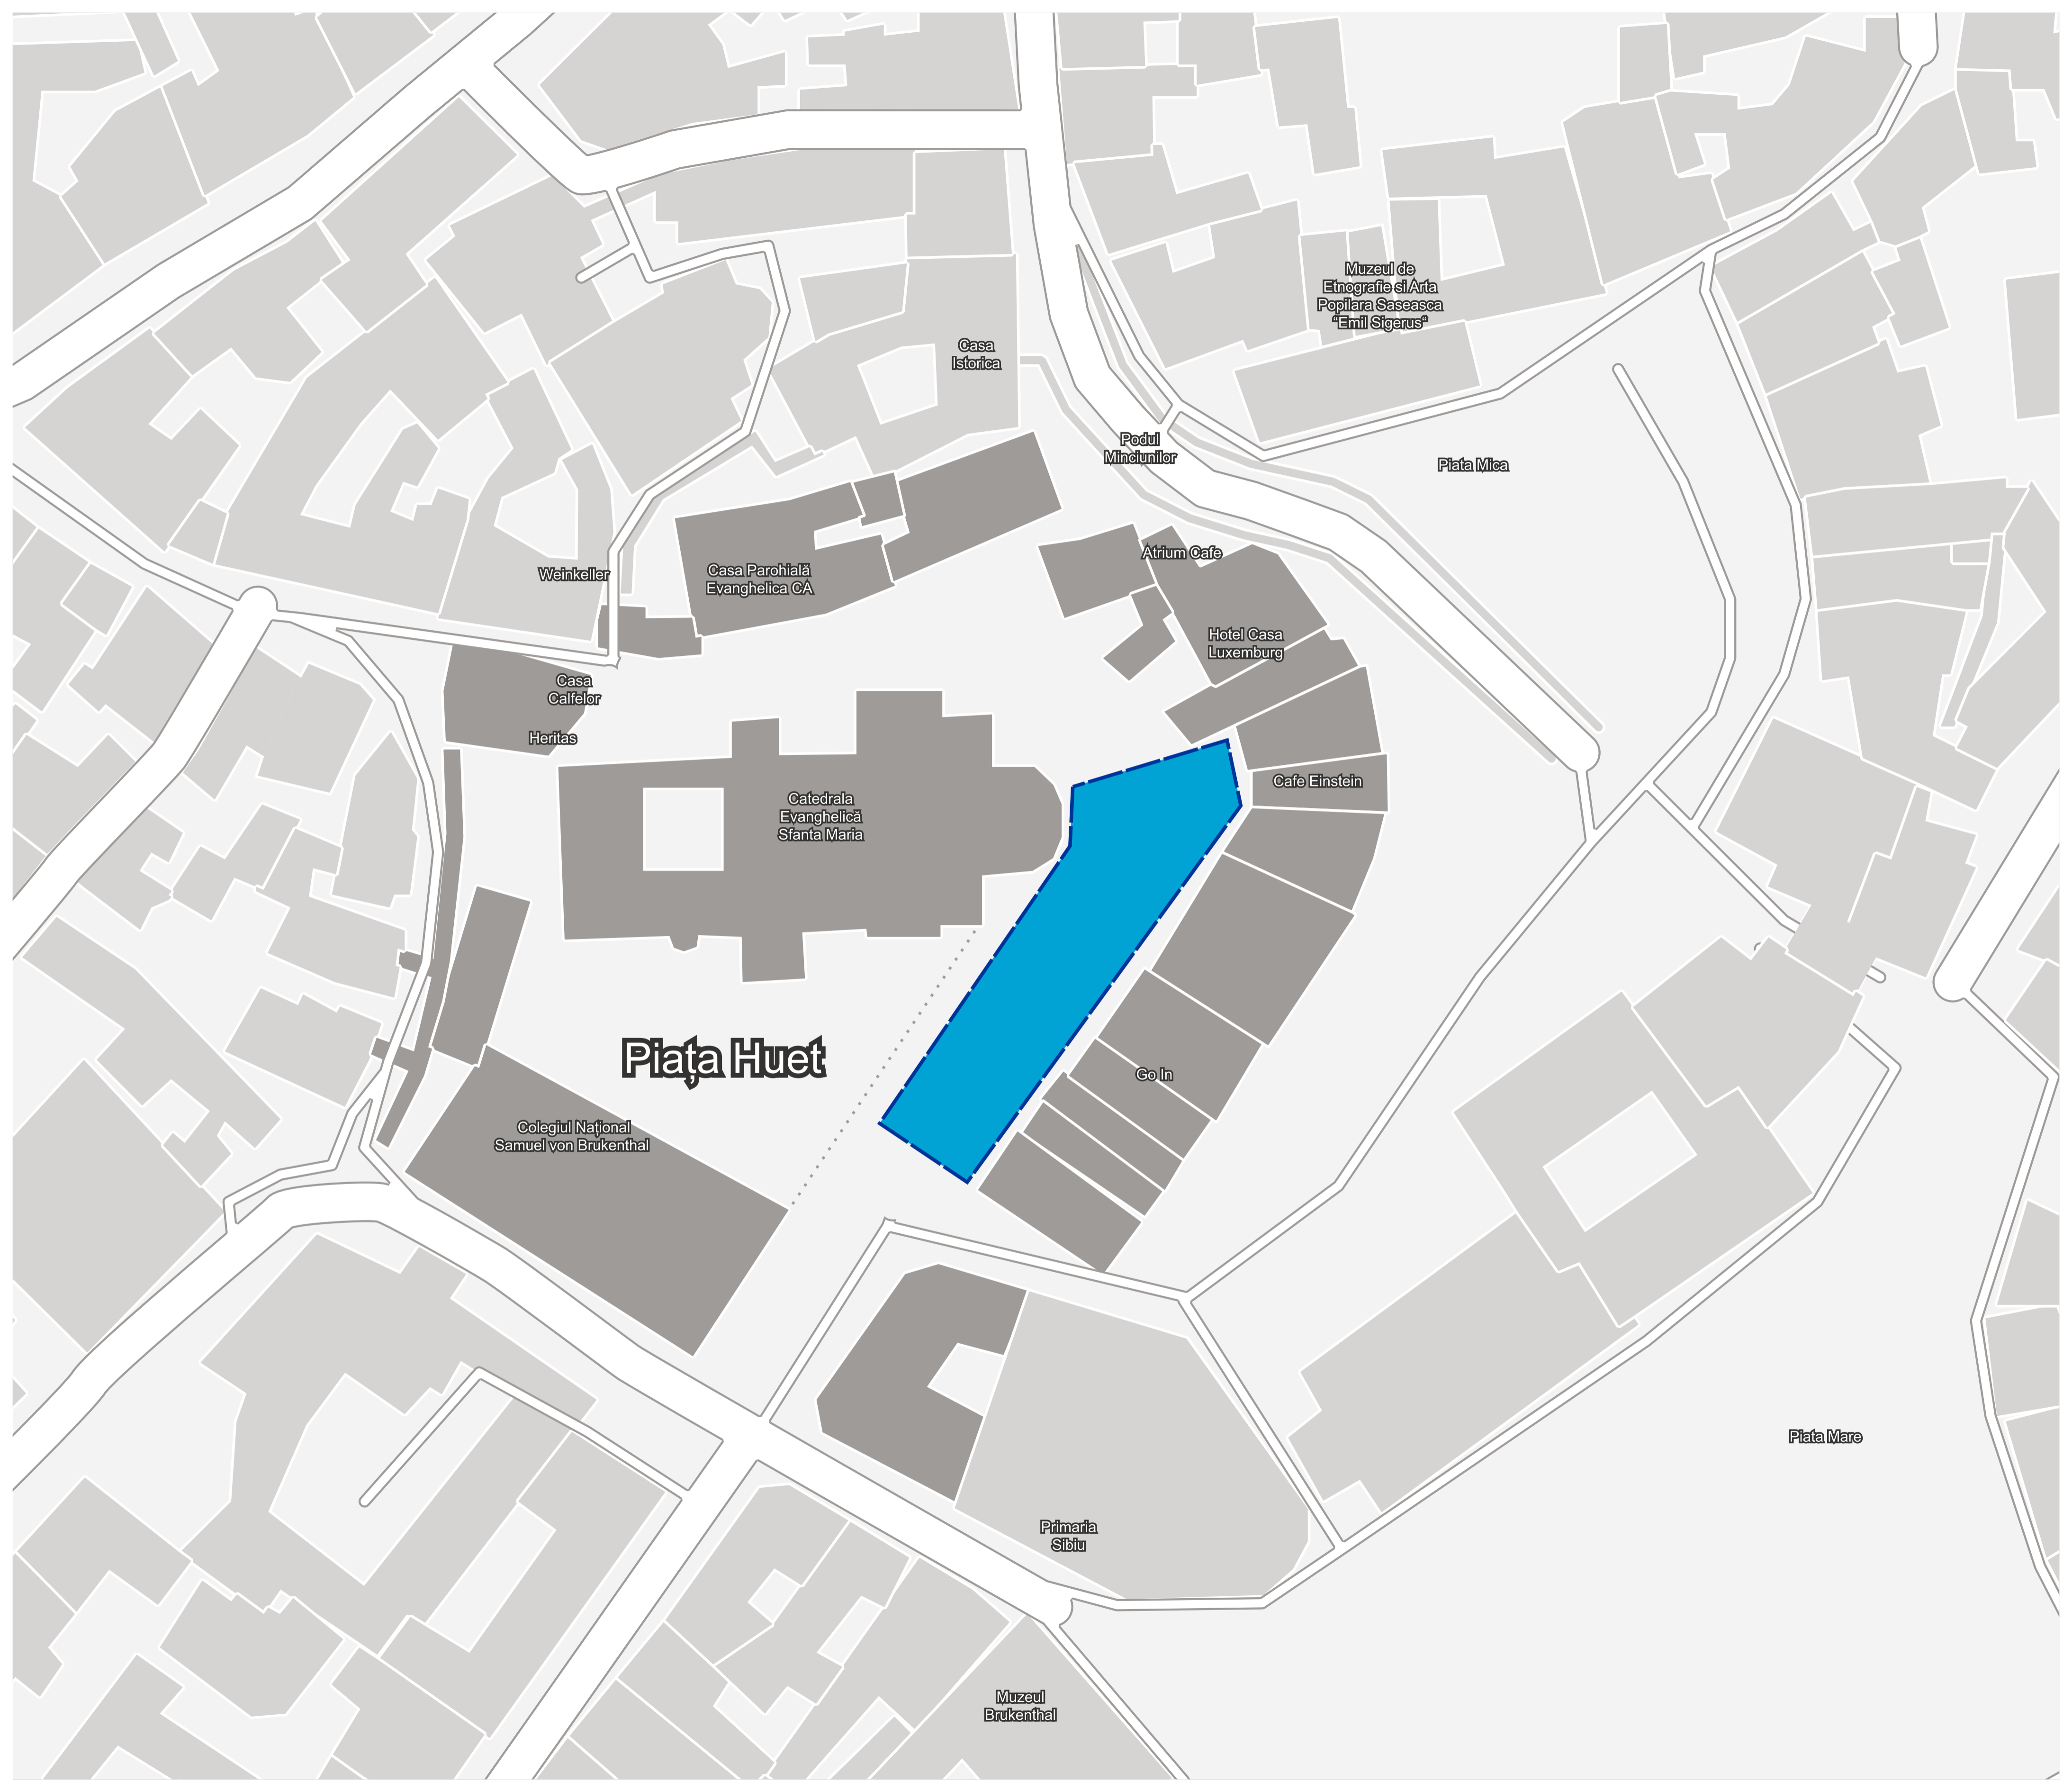 Muzeul de
Etnografie si Arta
Popilara Saseasca
“Emil Sigerus“
Casa
Istorica
Podul
Minciunilor
Piata Mica
Atrium Cafe
Weinkeller
Casa Parohială
Evanghelica CA
Hotel Casa
Luxemburg
Casa
Calfelor
Heritas
Cafe Einstein
Catedrala
Evanghelică
Sfanta Maria
Piața Huet
Go In
Colegiul Național
Samuel von Brukenthal
Piata Mare
Primaria
Sibiu
Muzeul
Brukenthal